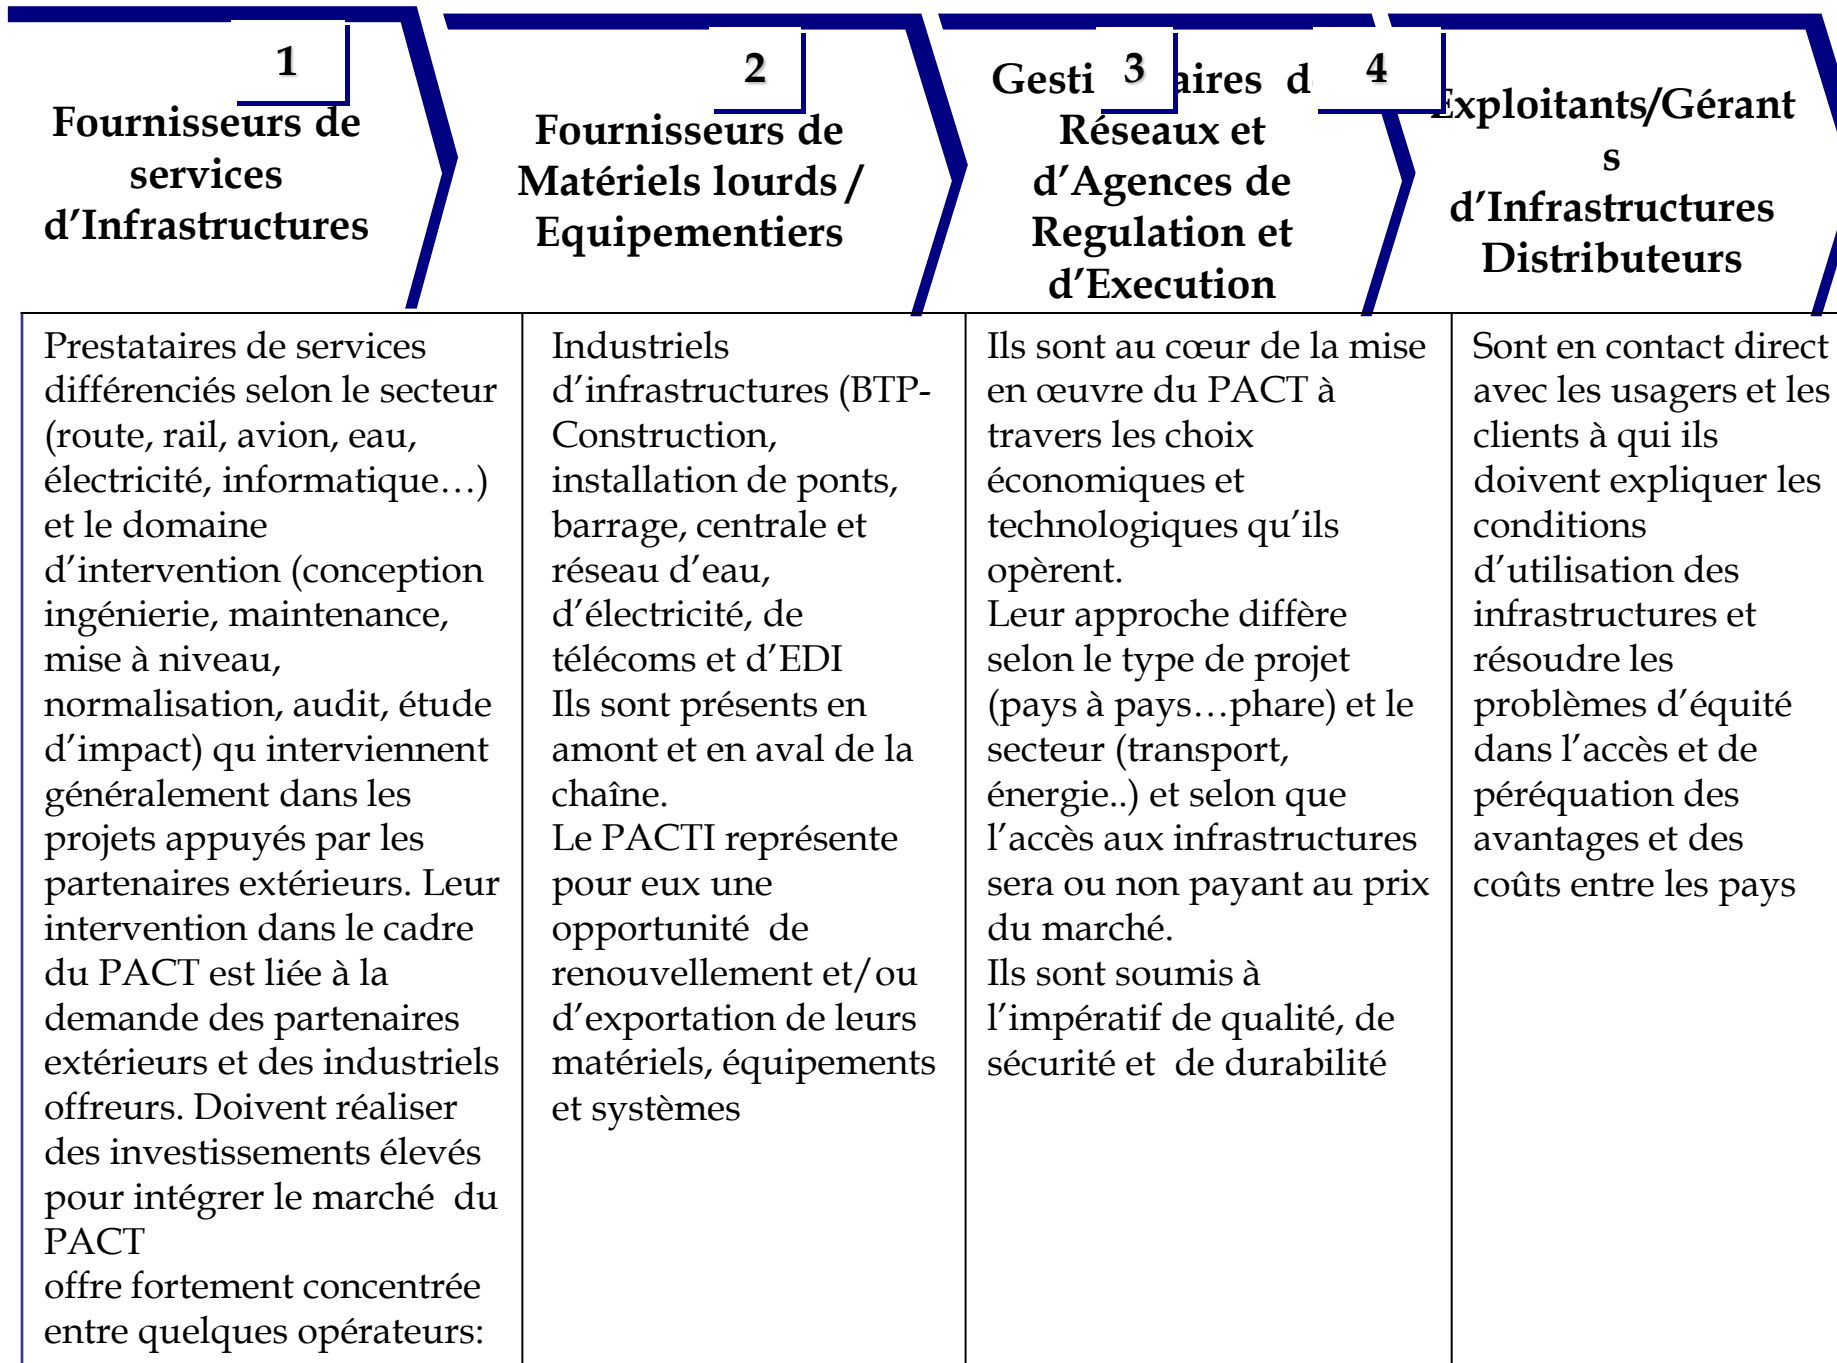 1
Fournisseurs de
services
d’Infrastructures
2
Fournisseurs de
Matériels lourds /
Equipementiers
3
Réseaux et
d’Agences de
Regulation et
d’Execution
4
Exploitants/Gérant
s
d’Infrastructures
Distributeurs
Prestataires de services
différenciés selon le secteur
(route, rail, avion, eau,
électricité, informatique…)
et le domaine
d’intervention (conception
ingénierie, maintenance,
mise à niveau,
normalisation, audit, étude
d’impact) qu interviennent
généralement dans les
projets appuyés par les
partenaires extérieurs. Leur
intervention dans le cadre
du PACT est liée à la
demande des partenaires
extérieurs et des industriels
offreurs. Doivent réaliser
des investissements élevés
pour intégrer le marché du
PACT
offre fortement concentrée
entre quelques opérateurs:
Industriels
d’infrastructures (BTP-
Construction,
installation de ponts,
barrage, centrale et
réseau d’eau,
d’électricité, de
télécoms et d’EDI
Ils sont présents en
amont et en aval de la
chaîne.
Le PACTI représente
pour eux une
opportunité de
renouvellement et/ou
d’exportation de leurs
matériels, équipements
et systèmes
Ils sont au cœur de la mise
en œuvre du PACT à
travers les choix
économiques et
technologiques qu’ils
opèrent.
Leur approche diffère
selon le type de projet
(pays à pays…phare) et le
secteur (transport,
énergie..) et selon que
l’accès aux infrastructures
sera ou non payant au prix
du marché.
Ils sont soumis à
l’impératif de qualité, de
sécurité et de durabilité
Sont en contact direct
avec les usagers et les
clients à qui ils
doivent expliquer les
conditions
d’utilisation des
infrastructures et
résoudre les
problèmes d’équité
dans l’accès et de
péréquation des
avantages et des
coûts entre les pays